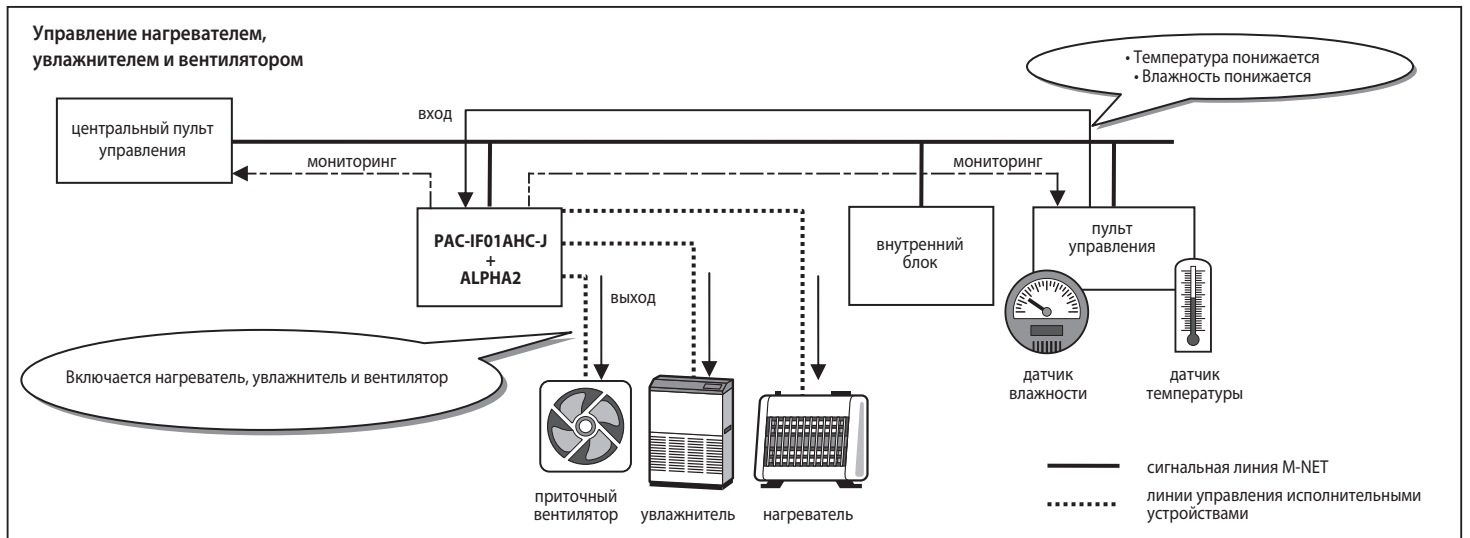 Управление нагревателем,
увлажнителем и вентилятором
• Температура понижается
• Влажность понижается
вход
центральный пульт
управления
мониторинг
мониторинг
PAC-IF01AHC-J
+
ALPHA2
внутренний
блок
пульт
управления
выход
Включается нагреватель, увлажнитель и вентилятор
датчик
влажности
датчик
температуры
приточный
вентилятор
увлажнитель
нагреватель
сигнальная линия M-NET
линии управления исполнительными
устройствами